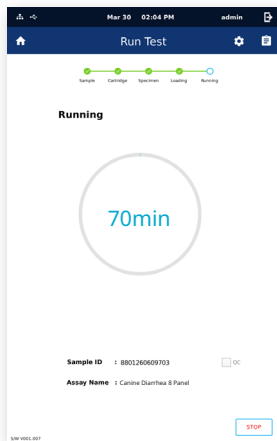 Mar 30 02:04 PM admin
Run Test
Sample Cartridge Specimen Loading Running
Running
70min
Sample ID : 8801260609703 QC
Assay Name : Canine Diarrhea 8 Panel
STOP
S/W V001.007